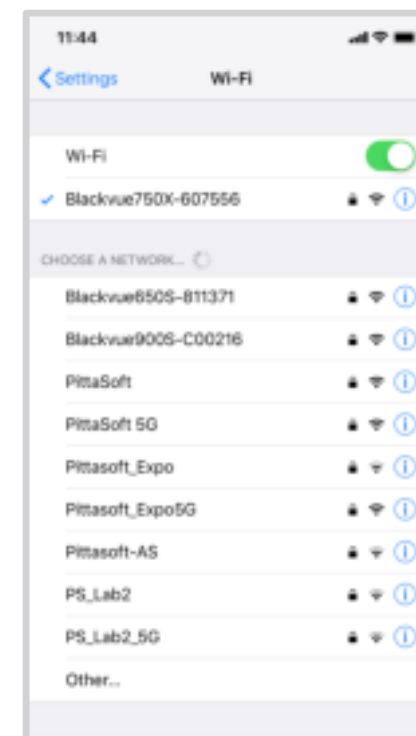 11:44
Settings Wi-Fi
Wi-Fi
Blackvue750X-607556
CHOOSE A NETWORK...
Blackvue650S-811371
Blackvue900S-C00216
PittaSoft
PittaSoft 5G
Pittasoft_Expo
Pittasoft_Expo5G
Pittasoft-AS
PS_Lab2
PS_Lab2_5G
Other...